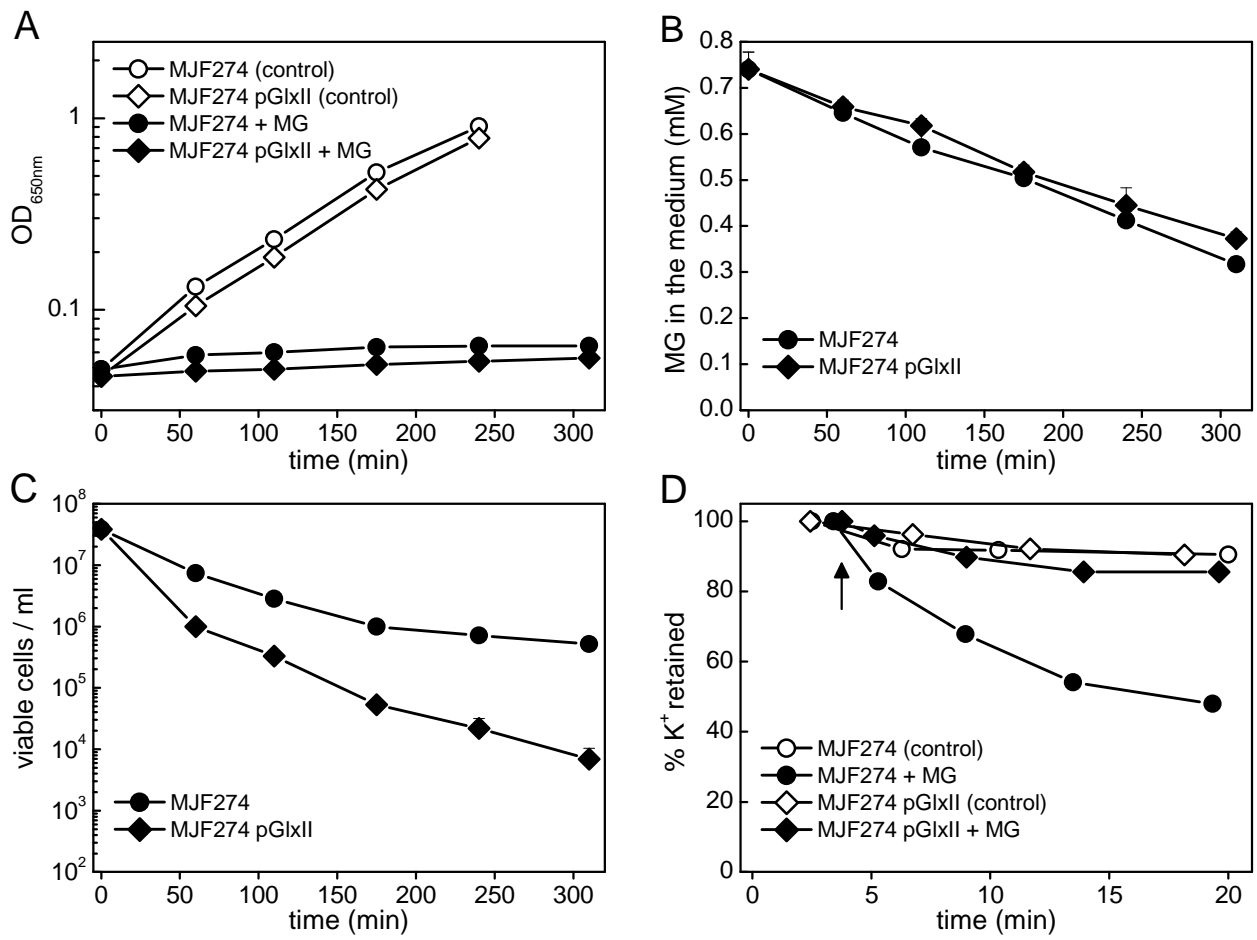 A
MJF274 (control)
MJF274 pGlxII (control)
MJF274 + MG
MJF274 pGlxII + MG
1
0.1
OD650nm
0 50 100 150 200 250 300
time (min)
B
0.8
0.7
0.6
0.5
0.4
0.3
0.2
0.1
0.0
MG in the medium (mM)
MJF274
MJF274 pGlxII
0 50 100 150 200 250 300
time (min)
C
10^8
10^7
10^6
10^5
10^4
10^3
10^2
viable cells / ml
MJF274
MJF274 pGlxII
0 50 100 150 200 250 300
time (min)
D
100
80
60
40
20
0
% K+ retained
MJF274 (control)
MJF274 + MG
MJF274 pGlxII (control)
MJF274 pGlxII + MG
0 5 10 15 20
time (min)